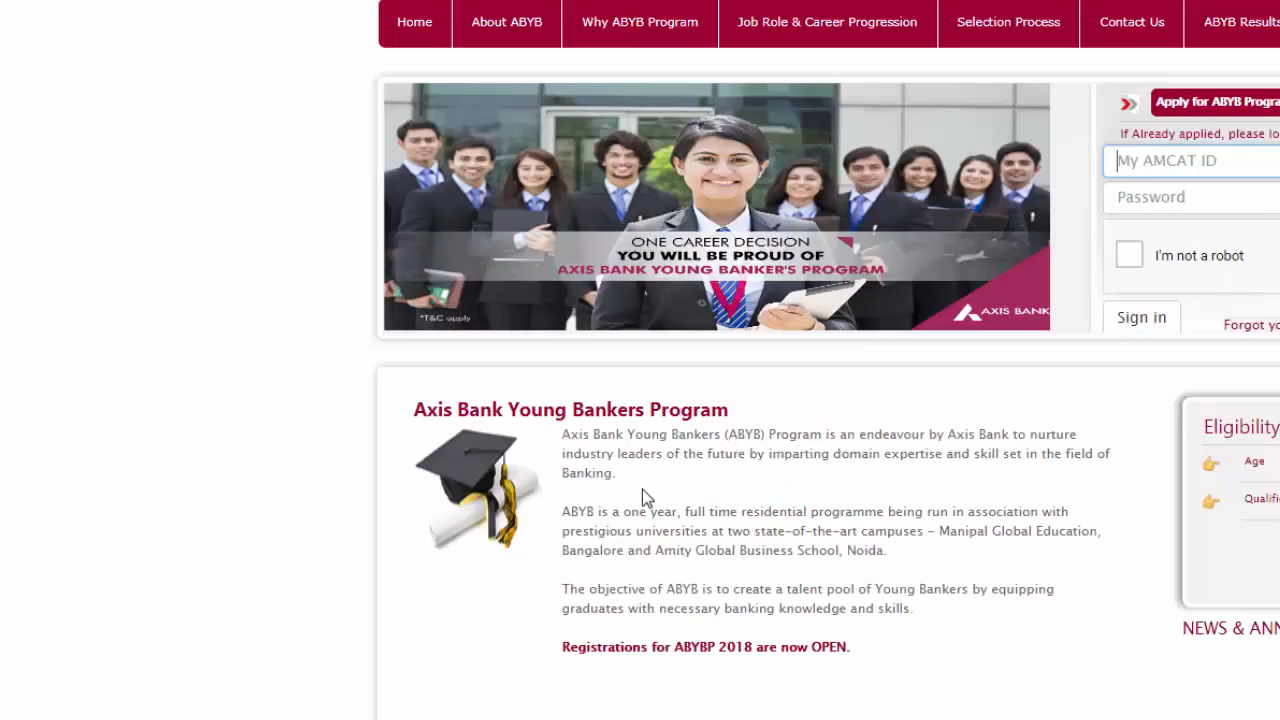 Home About ABYB Why ABYB Program Job Role & Career Progression Selection Process Contact Us ABYB Results
Apply for ABYB Progra
If Already applied, please lo
My AMCAT ID
Password
I'm not a robot
Sign in
Forgot yo
ONE CAREER DECISION
YOU WILL BE PROUD OF
AXIS BANK YOUNG BANKER'S PROGRAM
*T&C apply
AXIS BANK
Axis Bank Young Bankers Program
Axis Bank Young Bankers (ABYB) Program is an endeavour by Axis Bank to nurture
industry leaders of the future by imparting domain expertise and skill set in the field of
Banking.
ABYB is a one year, full time residential programme being run in association with
prestigious universities at two state-of-the-art campuses – Manipal Global Education,
Bangalore and Amity Global Business School, Noida.
The objective of ABYB is to create a talent pool of Young Bankers by equipping
graduates with necessary banking knowledge and skills.
Registrations for ABYBP 2018 are now OPEN.
Eligibility
Age
Qualifi
NEWS & ANN